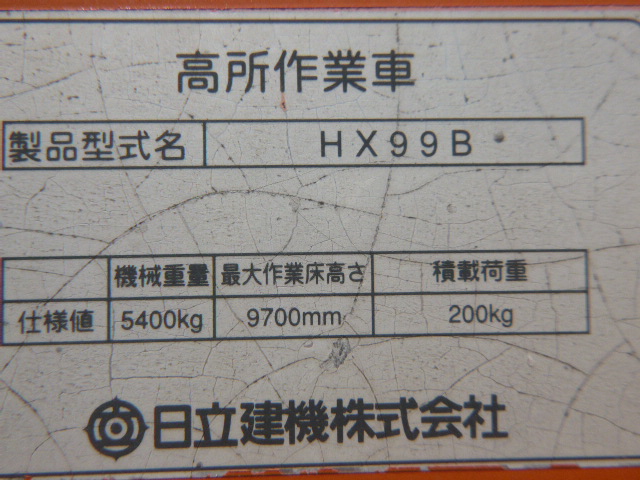 高所作業車
製品型式名 HX99B
機械重量 最大作業床高さ 積載荷重
仕様値 5400kg 9700mm 200kg
日立建機株式会社